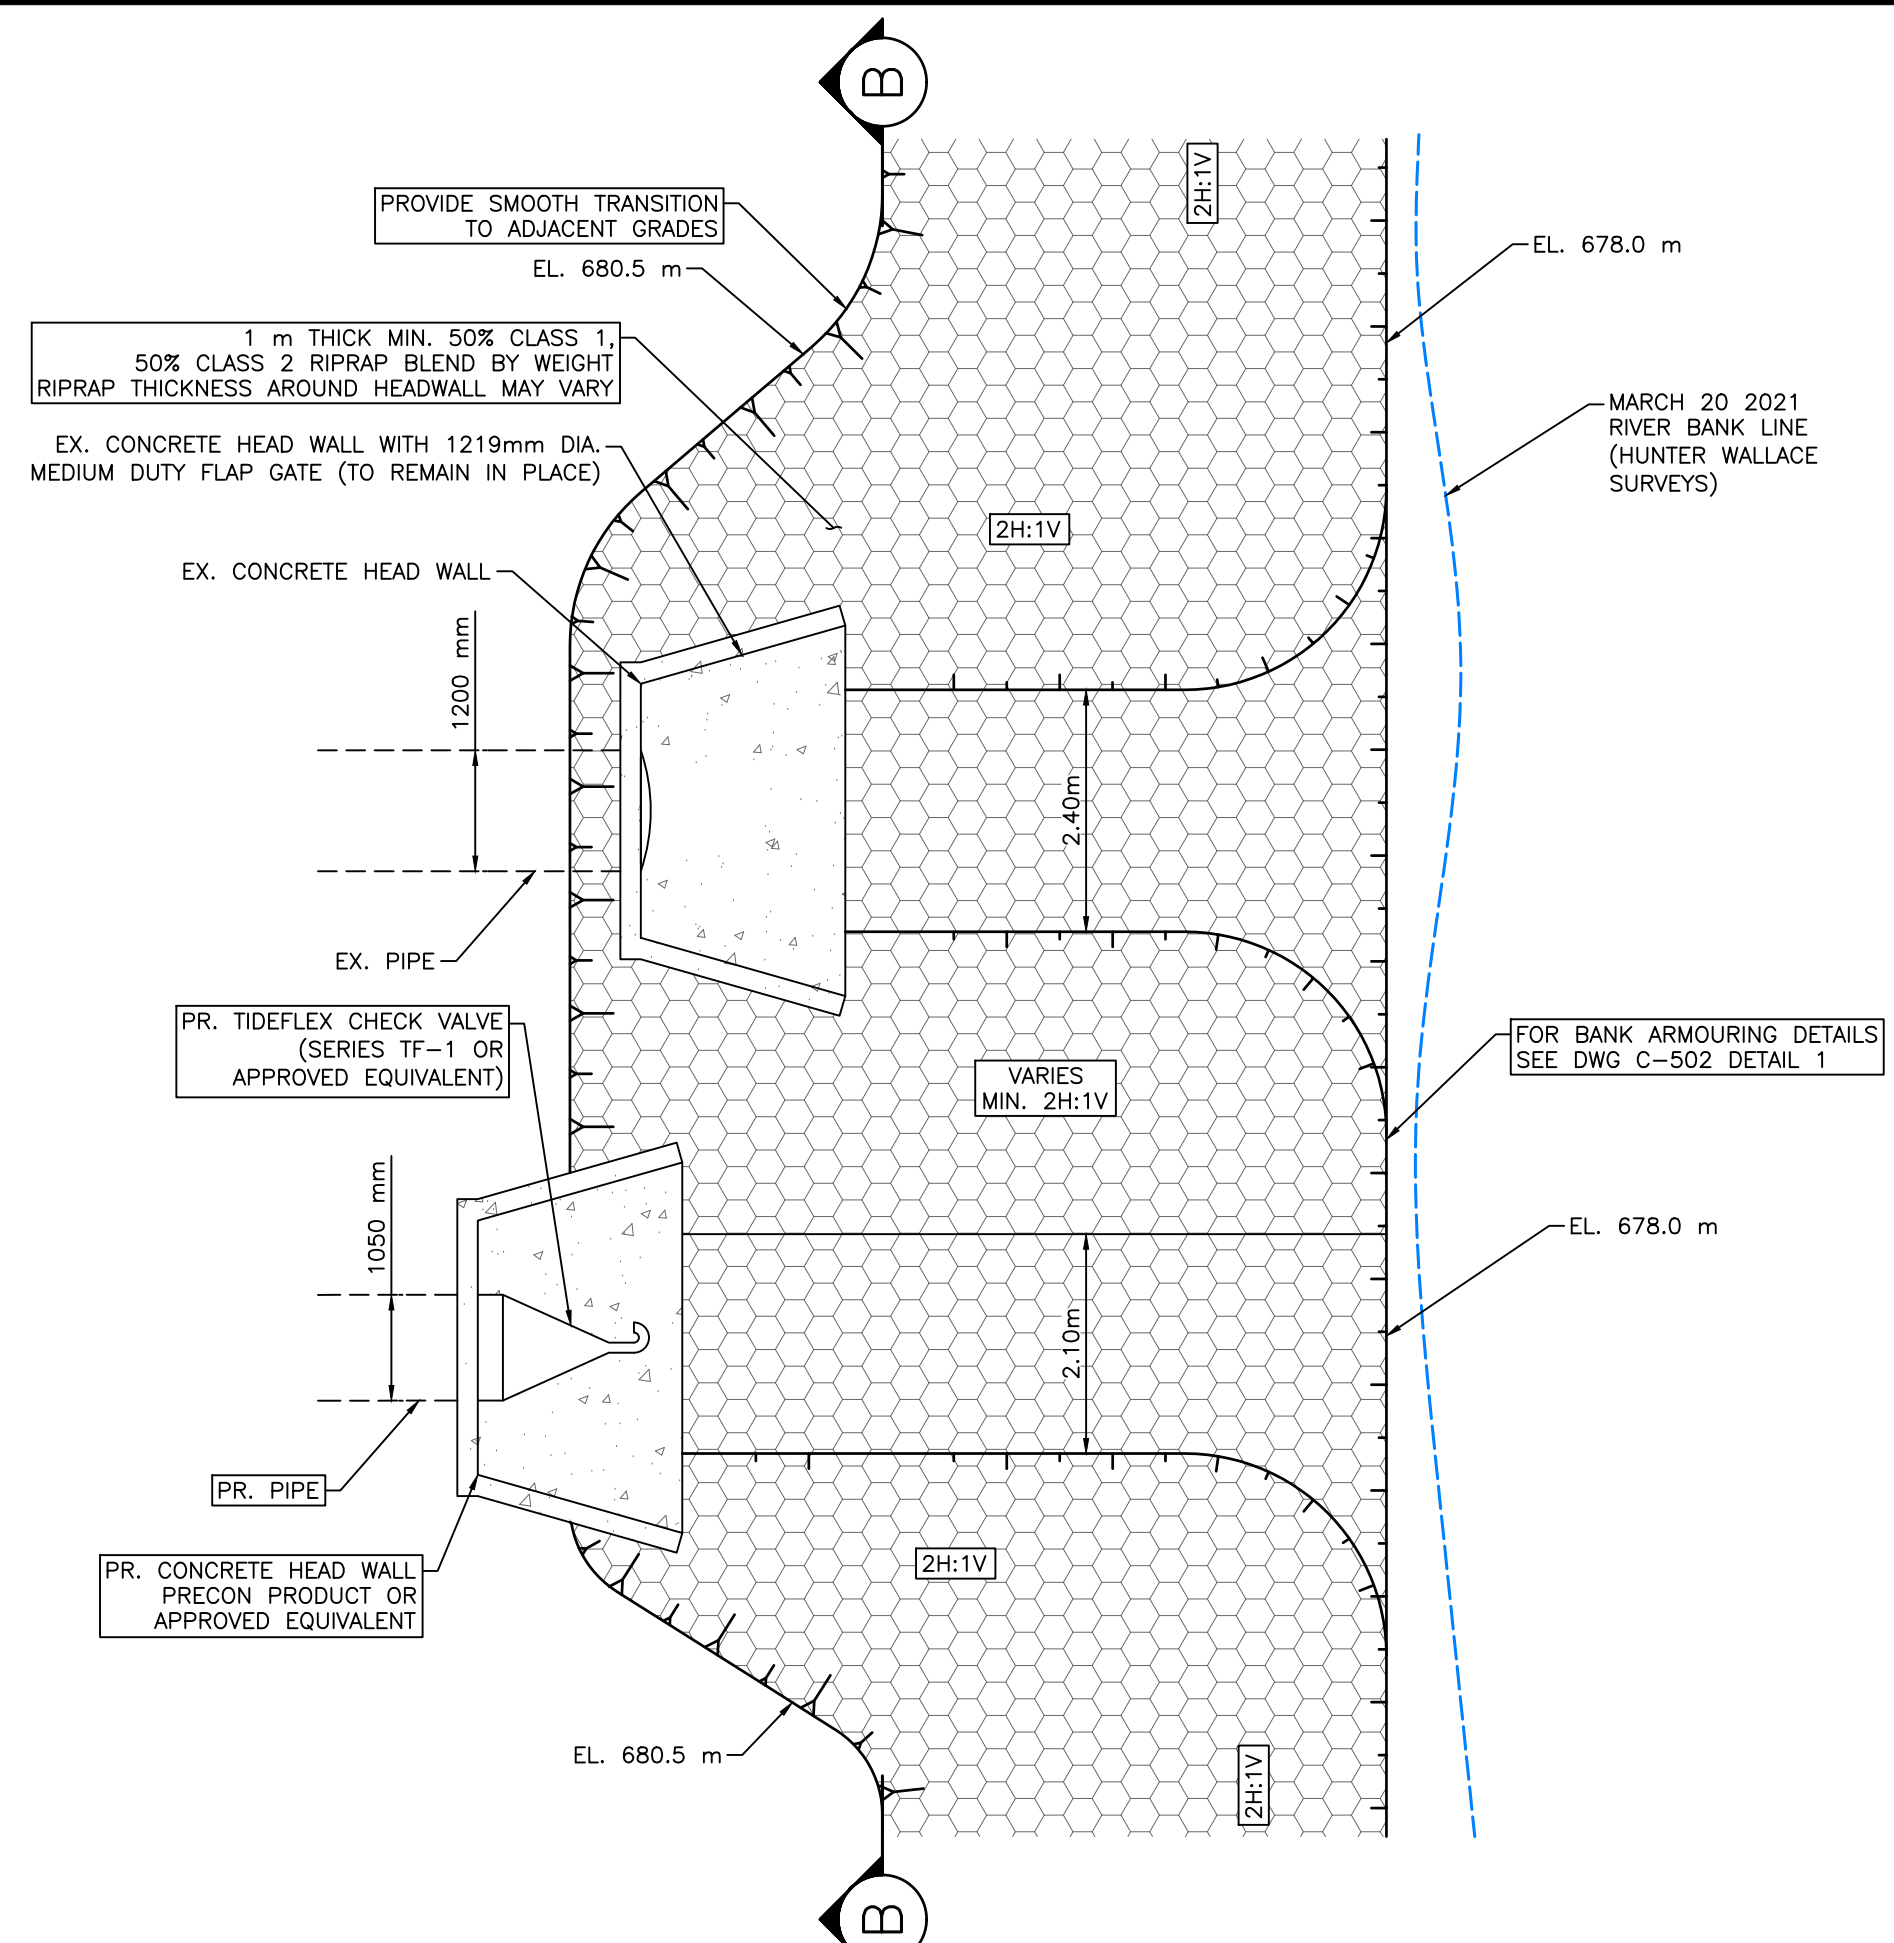 B
2H:1V
PROVIDE SMOOTH TRANSITION
TO ADJACENT GRADES
EL. 680.5 m
EL. 678.0 m
1 m THICK MIN. 50% CLASS 1,
50% CLASS 2 RIPRAP BLEND BY WEIGHT
RIPRAP THICKNESS AROUND HEADWALL MAY VARY
MARCH 20 2021
RIVER BANK LINE
(HUNTER WALLACE
SURVEYS)
EX. CONCRETE HEAD WALL WITH 1219mm DIA.
MEDIUM DUTY FLAP GATE (TO REMAIN IN PLACE)
2H:1V
EX. CONCRETE HEAD WALL
1200 mm
2.40m
EX. PIPE
PR. TIDEFLEX CHECK VALVE
(SERIES TF-1 OR
APPROVED EQUIVALENT)
FOR BANK ARMOURING DETAILS
SEE DWG C-502 DETAIL 1
VARIES
MIN. 2H:1V
1050 mm
EL. 678.0 m
2.10m
PR. PIPE
PR. CONCRETE HEAD WALL
PRECON PRODUCT OR
APPROVED EQUIVALENT
2H:1V
EL. 680.5 m
2H:1V
B